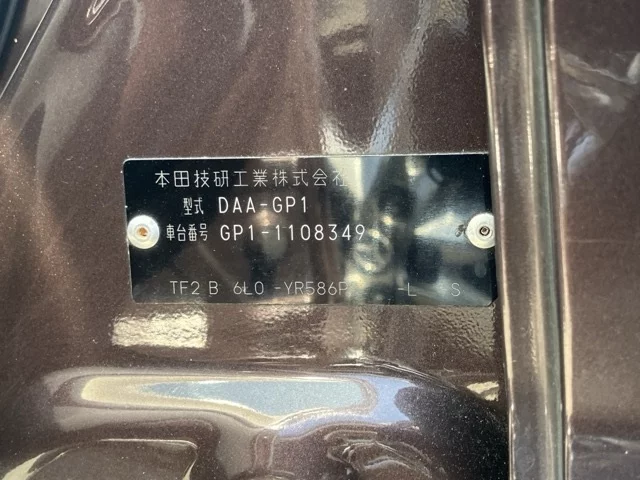 本田技研工業株式会社
型式 DAA-GP1
車台番号 GP1-1108349
TF2 B 6L0 -YR586P -L S